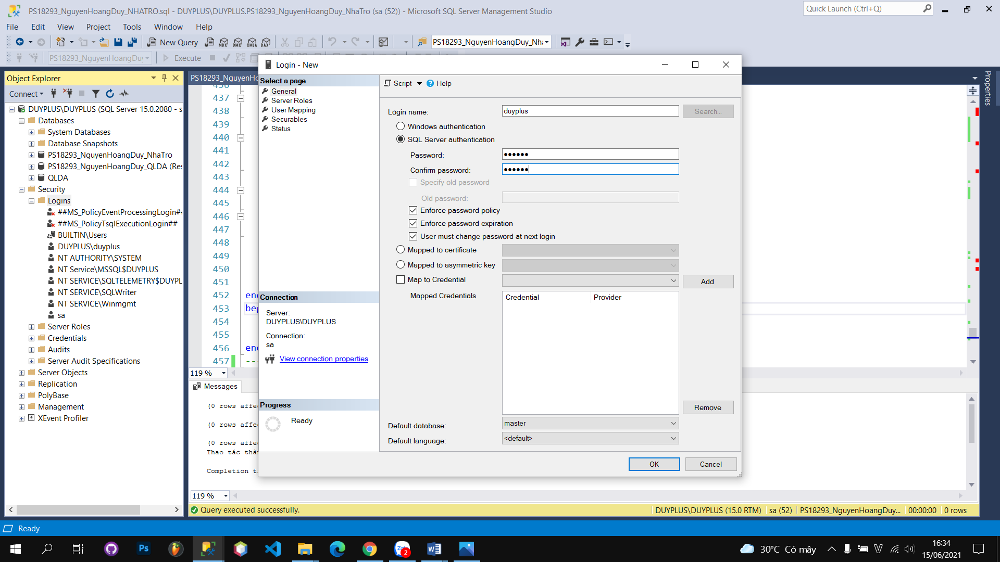 PS18293_NguyenHoangDuy_NHATRO.sql - DUYPLUS\DUYPLUS.PS18293_NguyenHoangDuy_NhaTro (sa (52)) - Microsoft SQL Server Management Studio
Quick Launch (Ctrl+Q)
File Edit View Project Tools Window Help
New Query
MDX DMX XMLA DAX
PS18293_NguyenHoangDuy_Nh
PS18293_NguyenHoangDuy
Execute
Object Explorer
Connect
DUYPLUS\DUYPLUS (SQL Server 15.0.2080 - s
Databases
System Databases
Database Snapshots
PS18293_NguyenHoangDuy_NhaTro
PS18293_NguyenHoangDuy_QLDA (Res
QLDA
Security
Logins
##MS_PolicyEventProcessingLogin#
##MS_PolicyTsqlExecutionLogin##
BUILTIN\Users
DUYPLUS\duyplus
NT AUTHORITY\SYSTEM
NT Service\MSSQL$DUYPLUS
NT SERVICE\SQLTELEMETRY$DUYPL
NT SERVICE\SQLWriter
NT SERVICE\Winmgmt
sa
Server Roles
Credentials
Audits
Server Audit Specifications
Server Objects
Replication
PolyBase
Management
XEvent Profiler
PS18293_NguyenH
436
437
438
439
440
441
442
443
444
445
446
447
448
449
450
451
452 en
453 be
454
455
456 en
457 --
119 %
Messages
(0 rows affe
(0 rows affe
(0 rows affe
Thao tác thà
Completion t
119 %
Login - New
Select a page
General
Server Roles
User Mapping
Securables
Status
Connection
Server:
DUYPLUS\DUYPLUS
Connection:
sa
View connection properties
Progress
Ready
Script Help
Login name: duyplus Search...
Windows authentication
SQL Server authentication
Password: ●●●●●●
Confirm password: ●●●●●●
Specify old password
Old password:
Enforce password policy
Enforce password expiration
User must change password at next login
Mapped to certificate
Mapped to asymmetric key
Map to Credential Add
Mapped Credentials Credential Provider
Remove
Default database: master
Default language: <default>
OK Cancel
Properties
Query executed successfully. DUYPLUS\DUYPLUS (15.0 RTM) sa (52) PS18293_NguyenHoangDuy... 00:00:00 0 rows
Ready
Ps
Za
2
30°C Có mây
V
16:34
15/06/2021